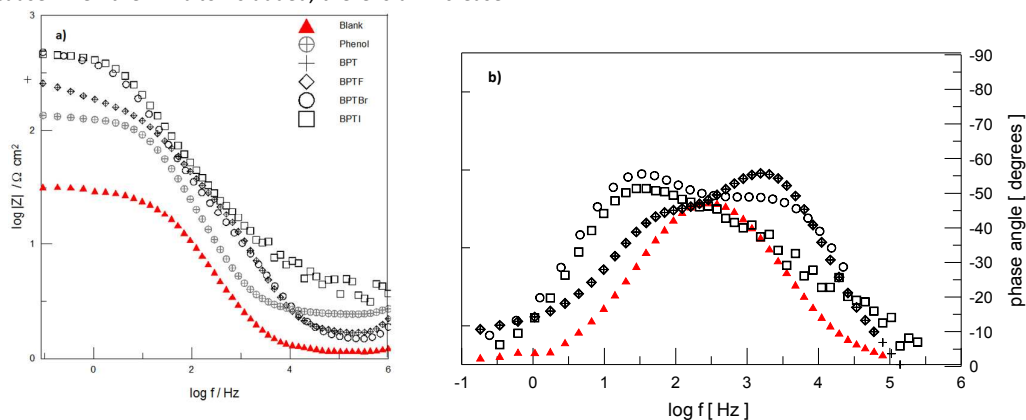 3
a)
Blank
Phenol
BPT
BPTF
BPTBr
BPTI
2
1
0
log |Z| / Ω cm2
0
2
4
6
log f / Hz
b)
-90
-80
-70
-60
-50
-40
-30
-20
-10
0
phase angle [ degrees ]
-1
0
1
2
3
4
5
6
log f [ Hz ]